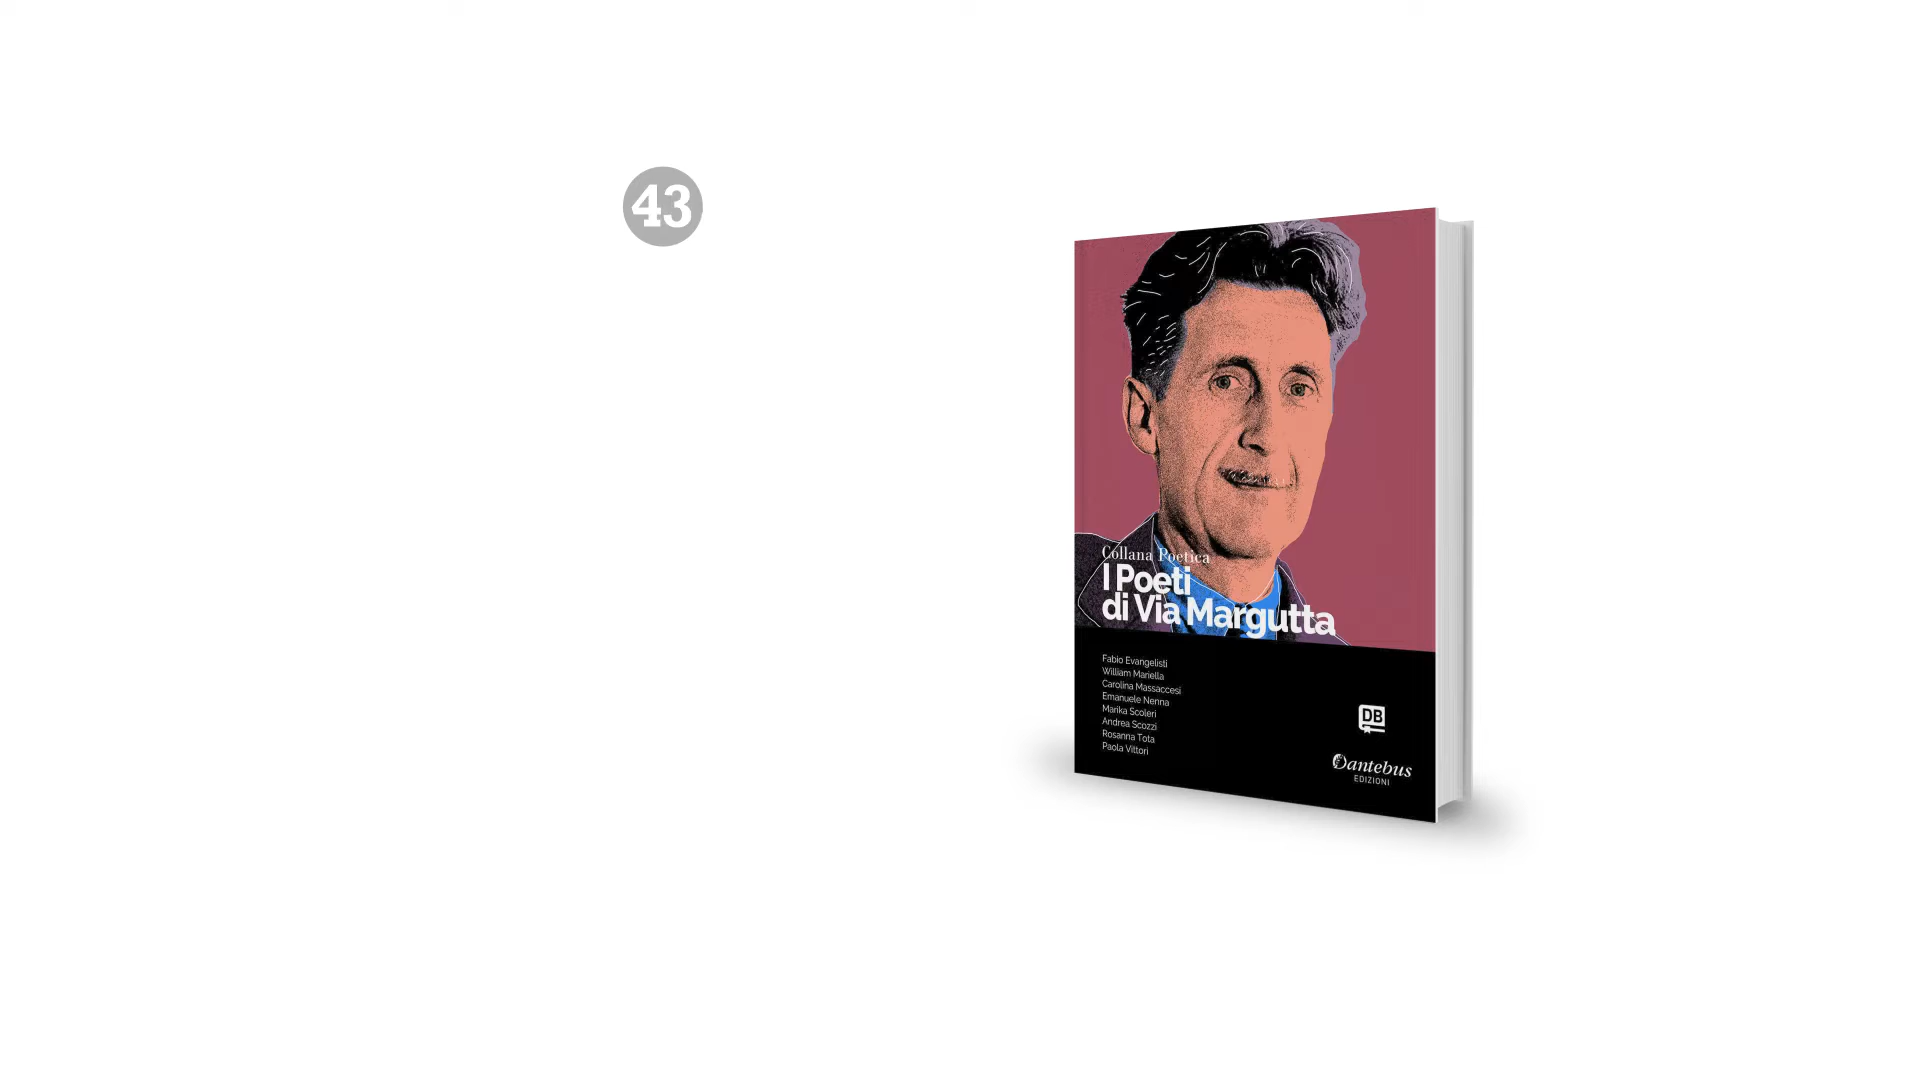 43
Collana Poetica
I Poeti
di Via Margutta
Fabio Evangelisti
William Mariella
Carolina Massaccesi
Emanuele Nenna
Marika Scoleri
Andrea Scozzi
Rosanna Tota
Paola Vittori
DB
Dantebus
EDIZIONI